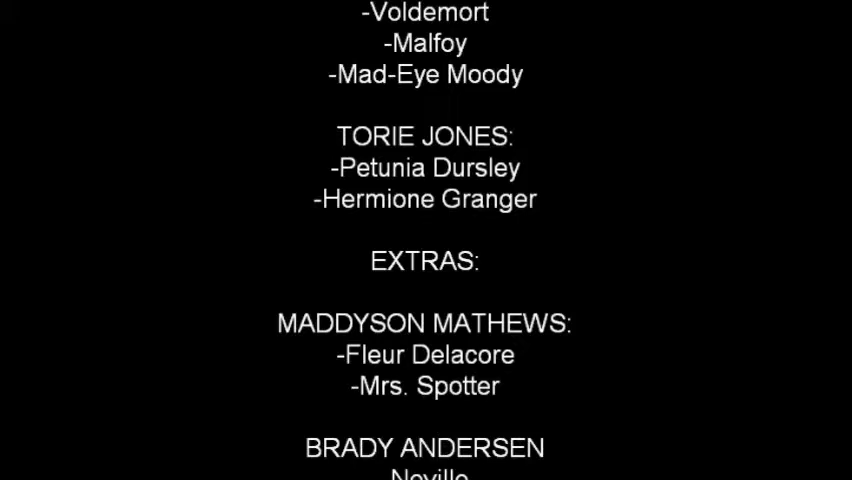 -Voldemort
-Malfoy
-Mad-Eye Moody
TORIE JONES:
-Petunia Dursley
-Hermione Granger
EXTRAS:
MADDYSON MATHEWS:
-Fleur Delacore
-Mrs. Spotter
BRADY ANDERSEN
Neville